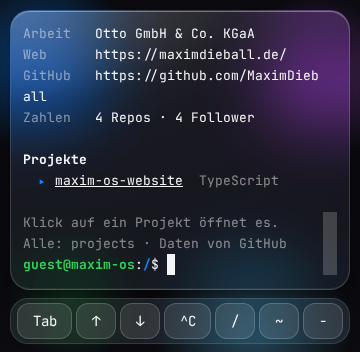 Arbeit   Otto GmbH & Co. KGaA
Web      https://maximdieball.de/
GitHub   https://github.com/MaximDieb
all
Zahlen   4 Repos · 4 Follower
Projekte
▸ maxim-os-website  TypeScript
Klick auf ein Projekt öffnet es.
Alle: projects · Daten von GitHub
guest@maxim-os:/$
Tab ↑ ↓ ^C / ~ -